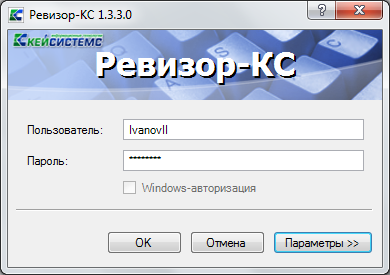 Ревизор-КС 1.3.3.0
КЕЙСИСТЕМС
Ревизор-КС
Пользователь:
IvanovII
Пароль:
********
Windows-авторизация
OK
Отмена
Параметры >>